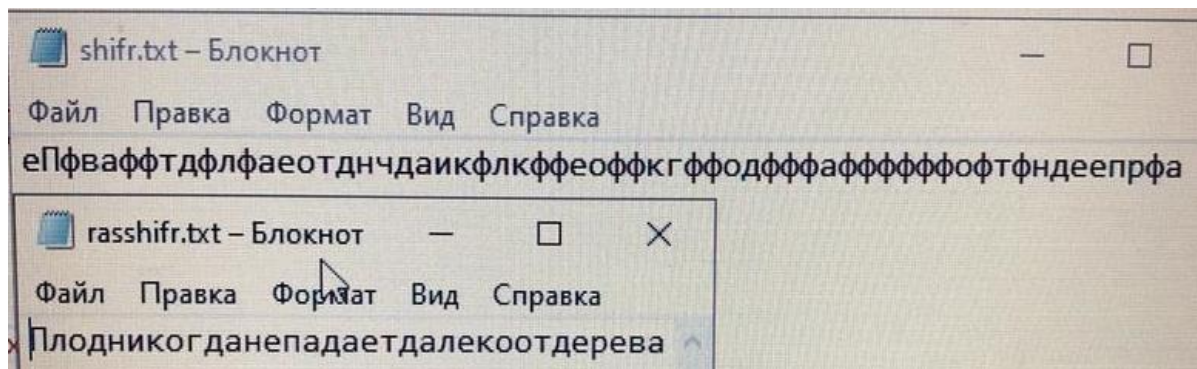 shifr.txt – Блокнот
Файл Правка Формат Вид Справка
еПфваффтдфлфаеотднчдаикфлкффеоффкгффодфффаффффффофтфндеепрфа
rasshifr.txt – Блокнот
Файл Правка Формат Вид Справка
Плодникогданепадаетдалекоотдерева